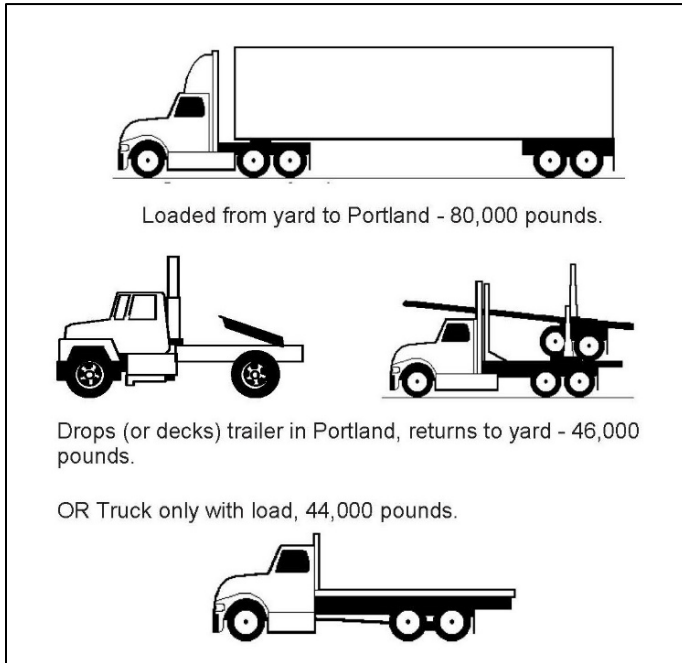 Loaded from yard to Portland - 80,000 pounds.
Drops (or decks) trailer in Portland, returns to yard - 46,000
pounds.
OR Truck only with load, 44,000 pounds.